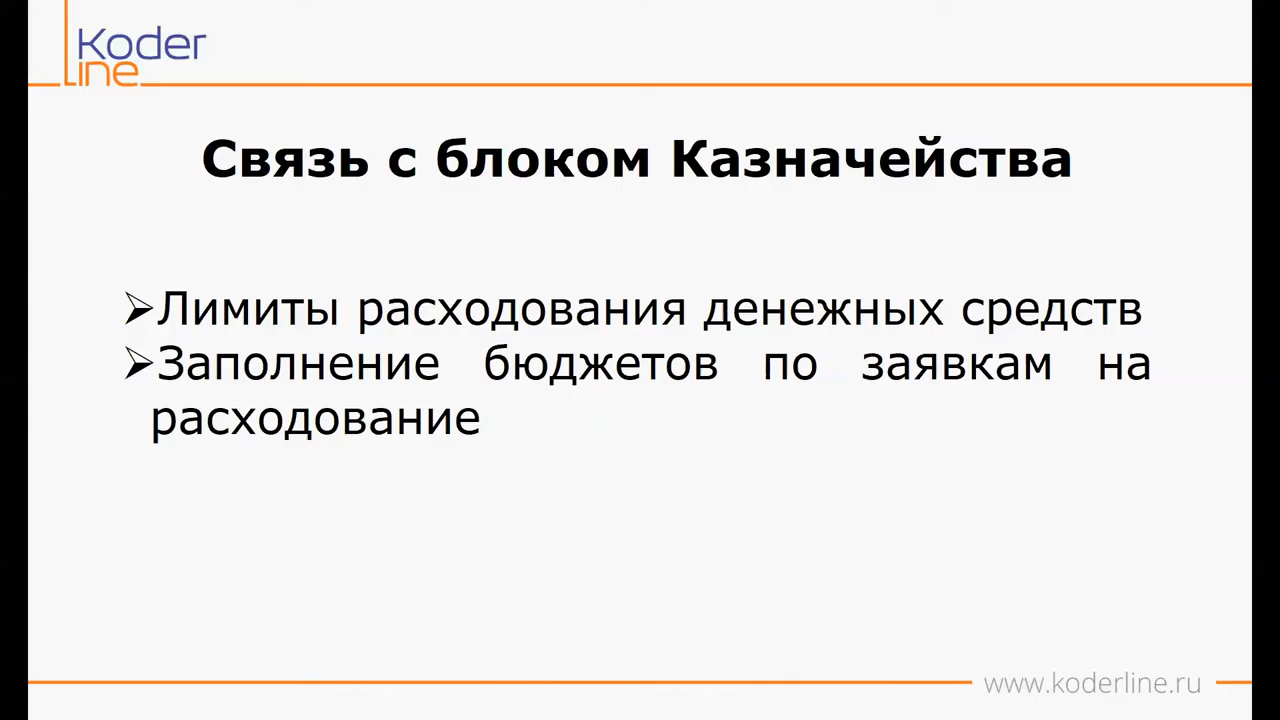 Koder
Line
Связь с блоком Казначейства
➢Лимиты расходования денежных средств
➢Заполнение бюджетов по заявкам на
расходование
www.koderline.ru